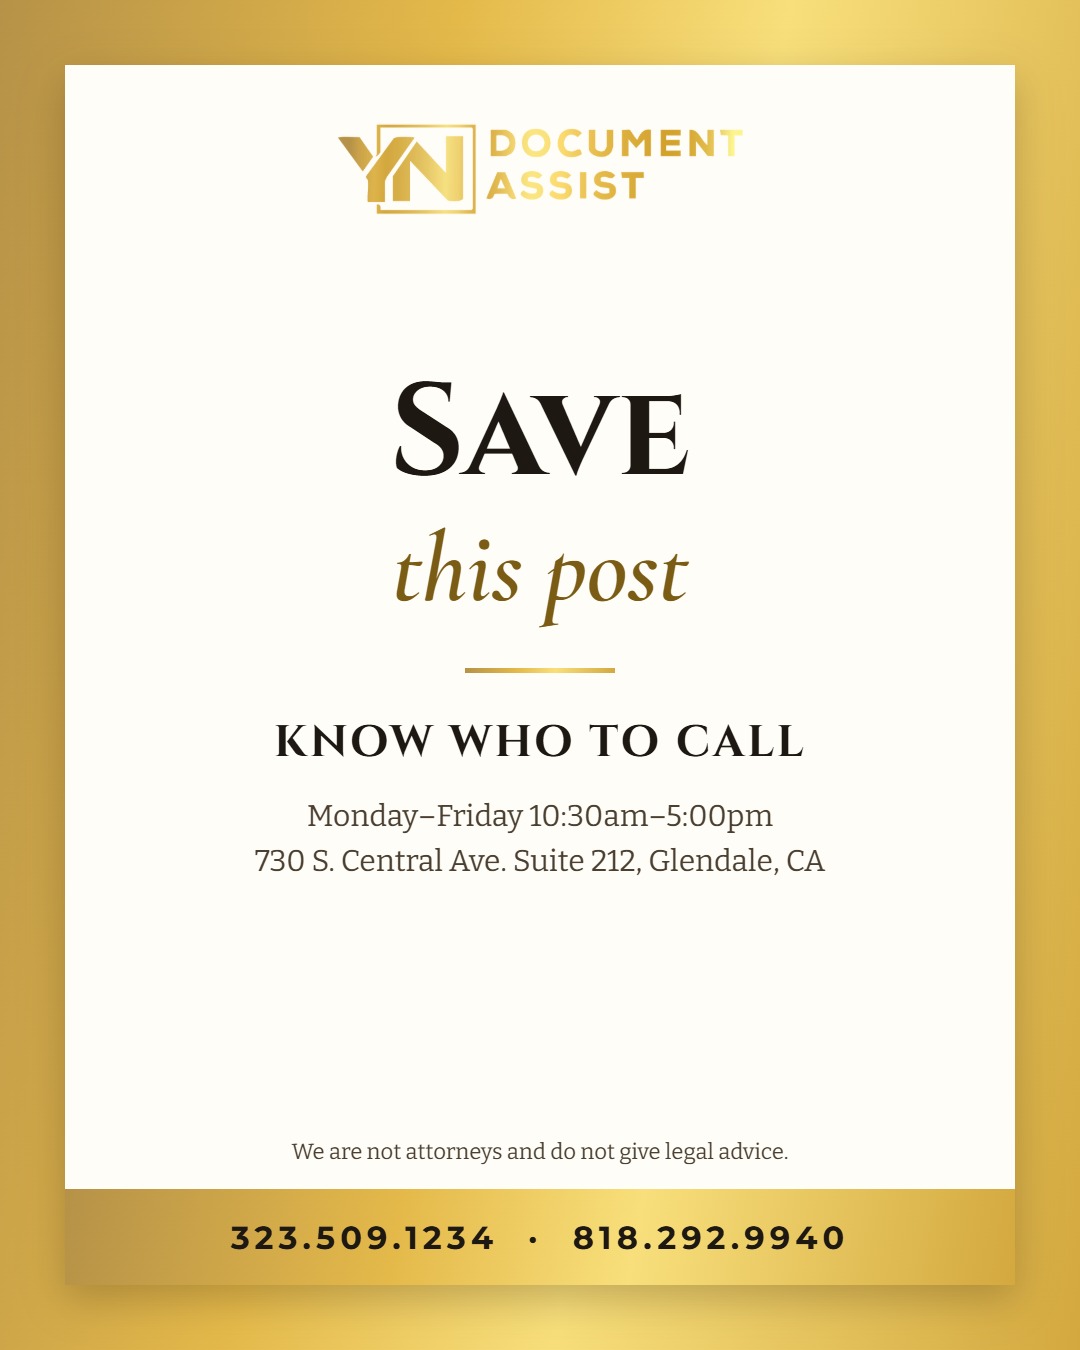 YN DOCUMENT
ASSIST
SAVE
this post
KNOW WHO TO CALL
Monday–Friday 10:30am–5:00pm
730 S. Central Ave. Suite 212, Glendale, CA
We are not attorneys and do not give legal advice.
323.509.1234 · 818.292.9940